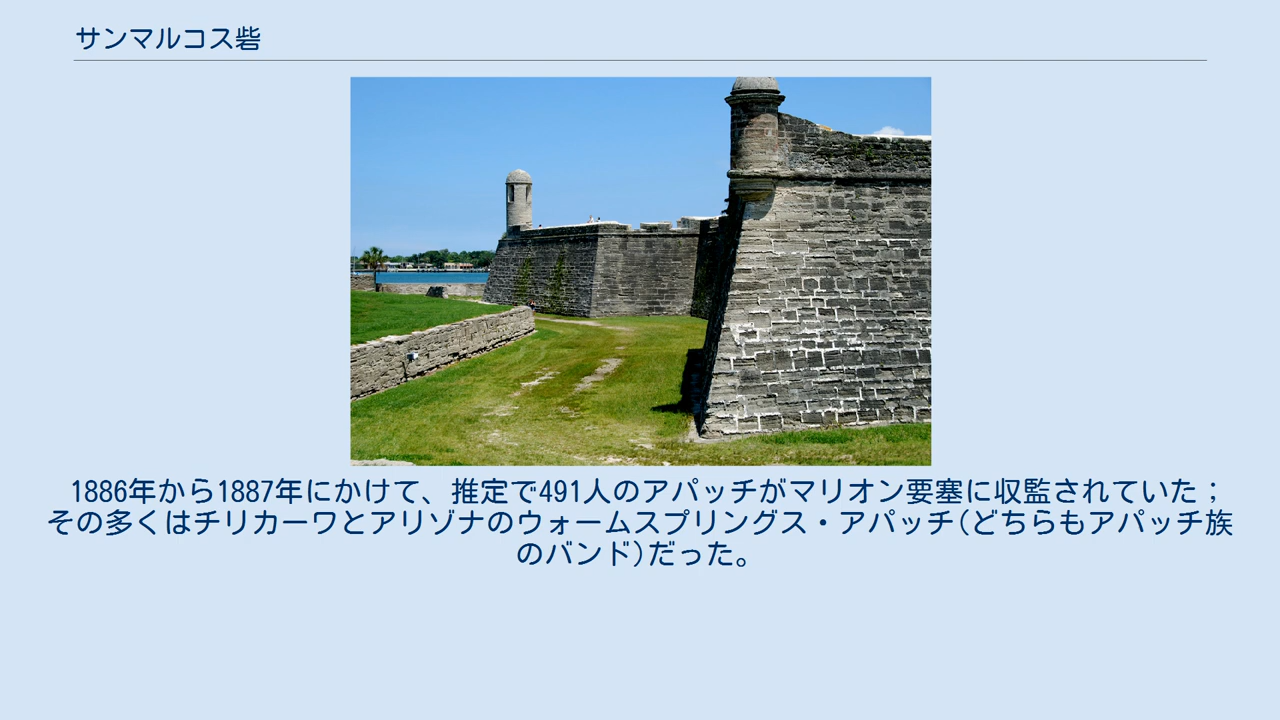 サンマルコス砦
1886年から1887年にかけて、推定で491人のアパッチがマリオン要塞に収監されていた；
その多くはチリカーワとアリゾナのウォームスプリングス・アパッチ(どちらもアパッチ族
のバンド)だった。